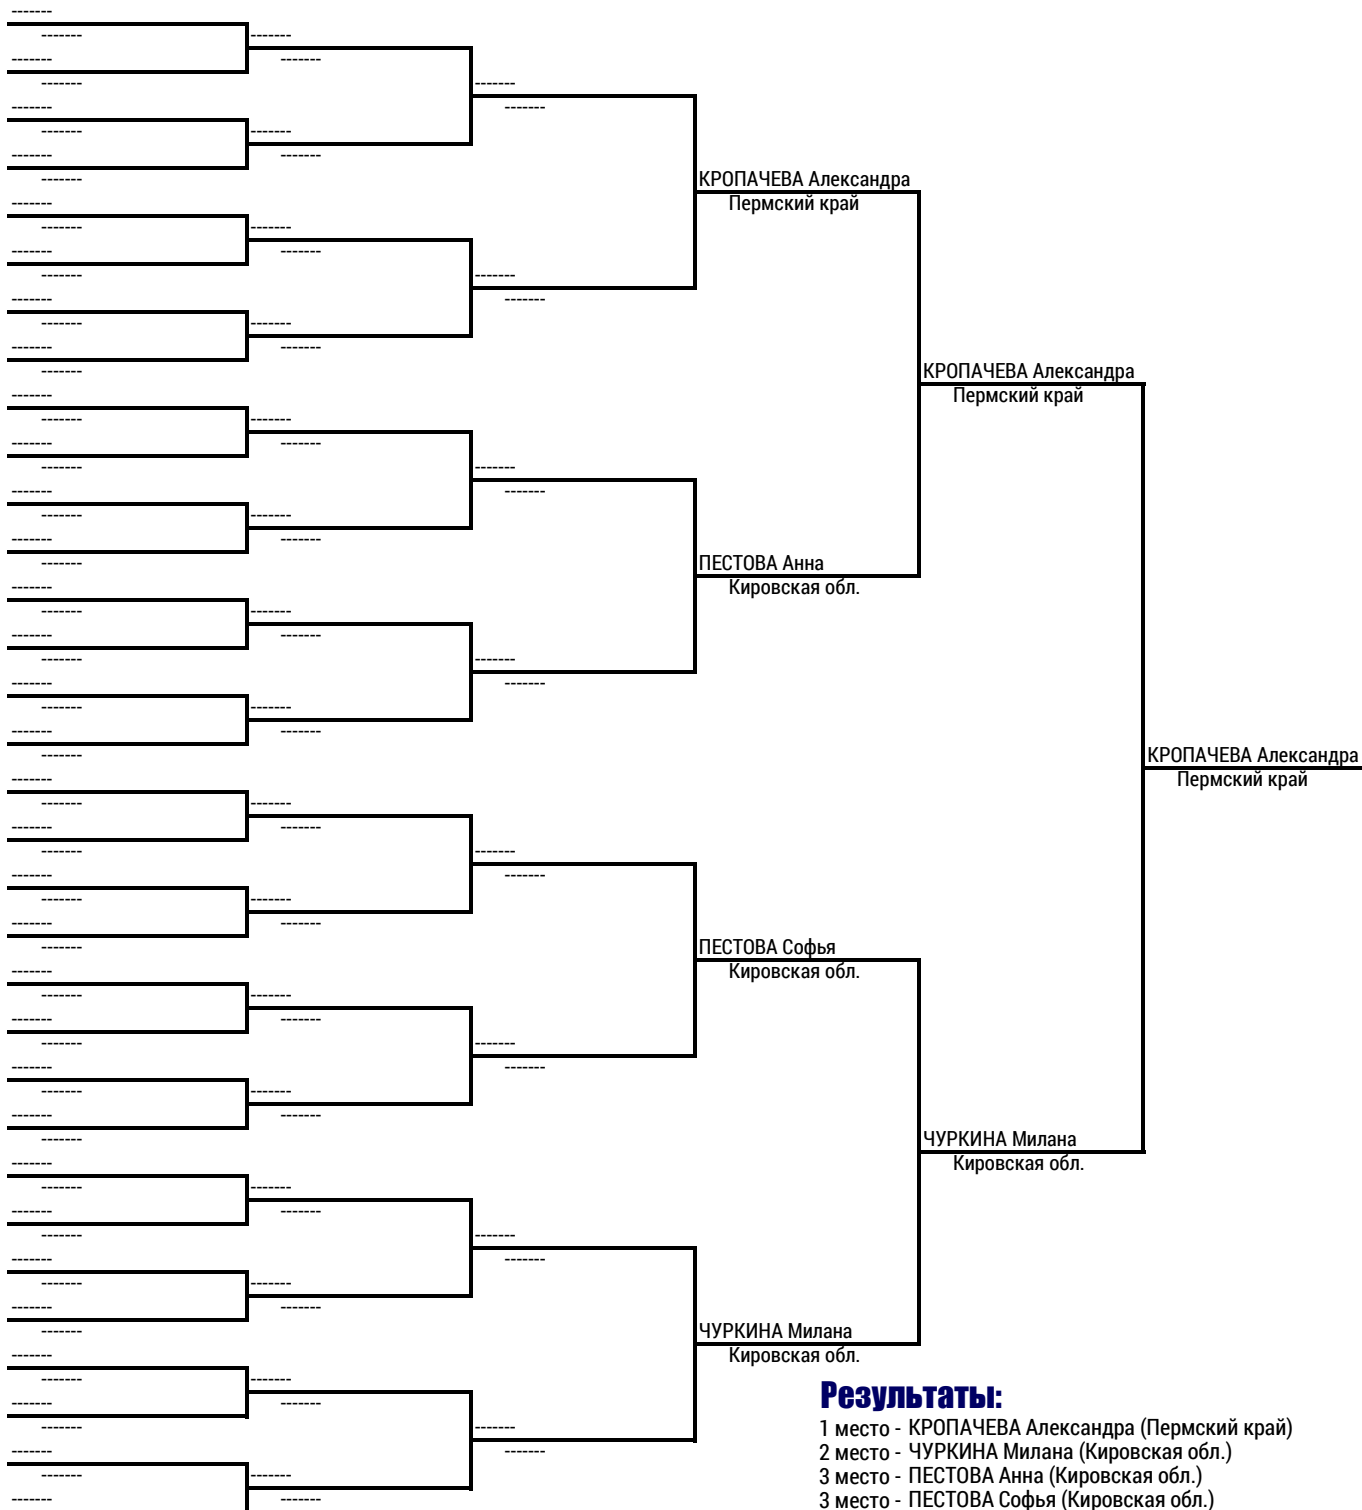 КРОПАЧЕВА Александра
Пермский край
КРОПАЧЕВА Александра
Пермский край
ПЕСТОВА Анна
Кировская обл.
КРОПАЧЕВА Александра
Пермский край
ПЕСТОВА Софья
Кировская обл.
ЧУРКИНА Милана
Кировская обл.
ЧУРКИНА Милана
Кировская обл.
Результаты:
1 место - КРОПАЧЕВА Александра (Пермский край)
2 место - ЧУРКИНА Милана (Кировская обл.)
3 место - ПЕСТОВА Анна (Кировская обл.)
3 место - ПЕСТОВА Софья (Кировская обл.)